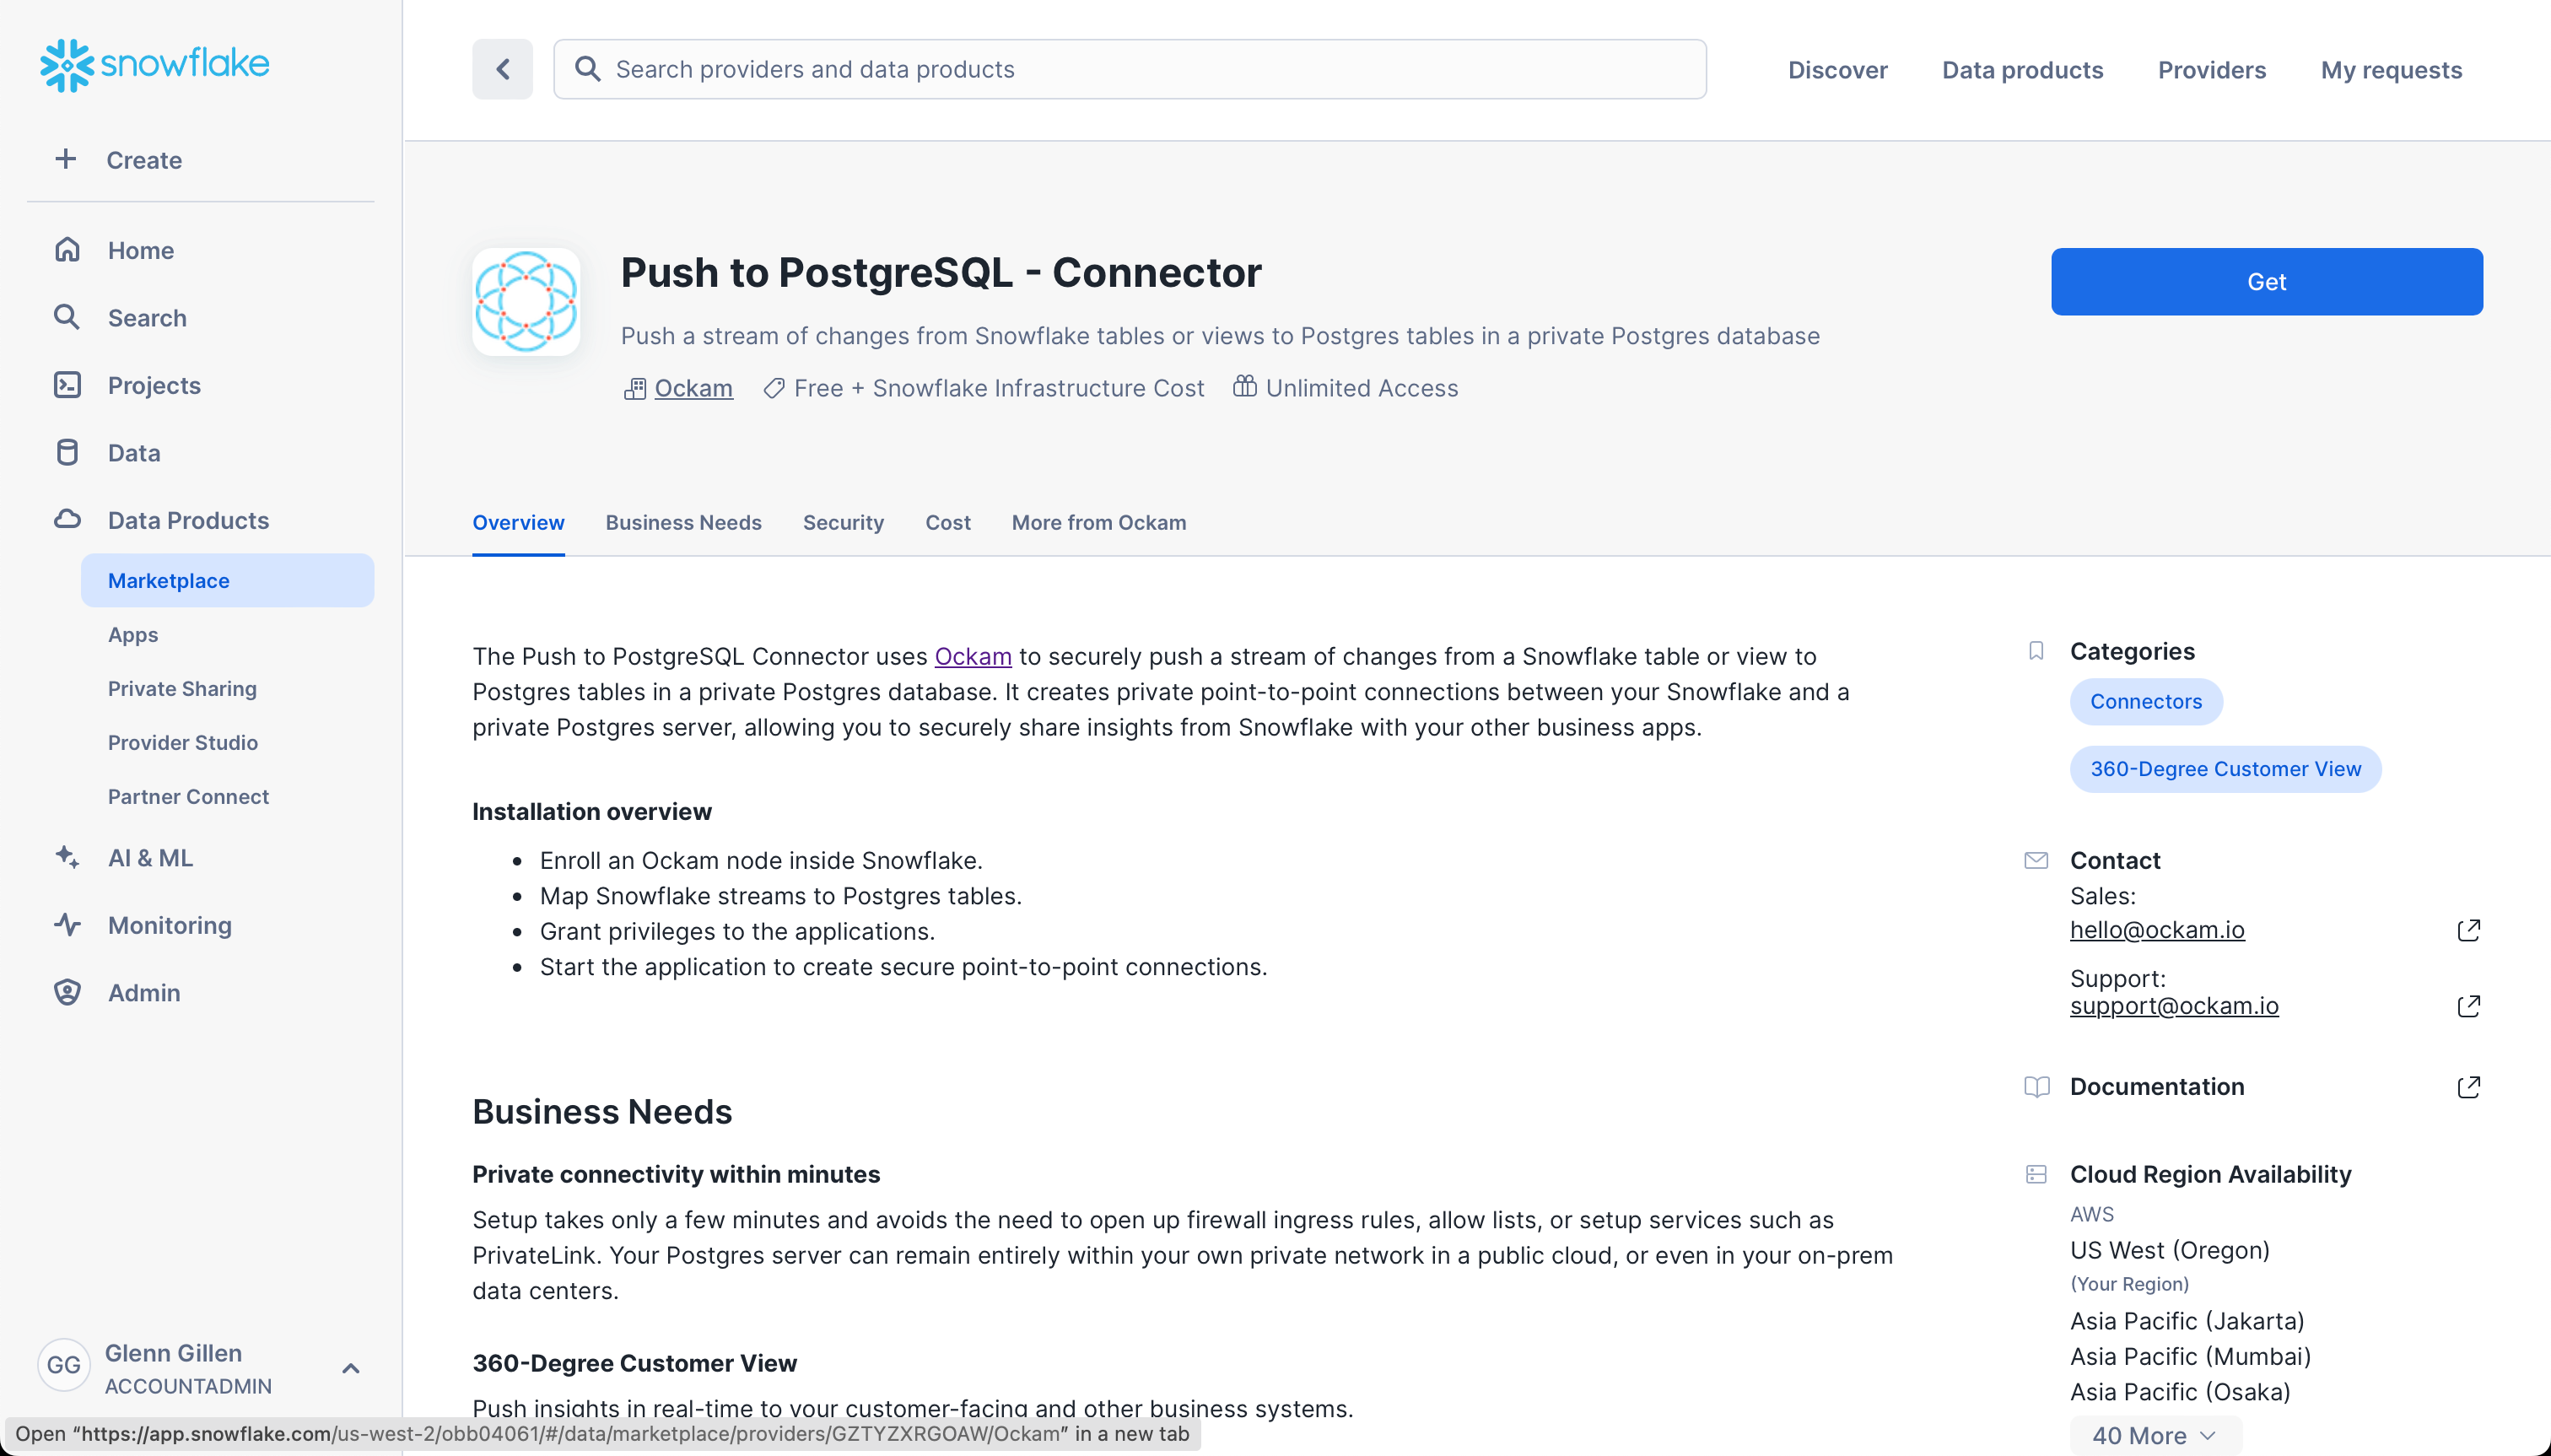 snowflake
Create
Home
Search
Projects
Data
Data Products
Marketplace
Apps
Private Sharing
Provider Studio
Partner Connect
AI & ML
Monitoring
Admin
GG
Glenn Gillen
ACCOUNTADMIN
Search providers and data products
Discover
Data products
Providers
My requests
Push to PostgreSQL - Connector
Push a stream of changes from Snowflake tables or views to Postgres tables in a private Postgres database
Ockam
Free + Snowflake Infrastructure Cost
Unlimited Access
Get
Overview
Business Needs
Security
Cost
More from Ockam
The Push to PostgreSQL Connector uses Ockam to securely push a stream of changes from a Snowflake table or view to
Postgres tables in a private Postgres database. It creates private point-to-point connections between your Snowflake and a
private Postgres server, allowing you to securely share insights from Snowflake with your other business apps.
Installation overview
• Enroll an Ockam node inside Snowflake.
• Map Snowflake streams to Postgres tables.
• Grant privileges to the applications.
• Start the application to create secure point-to-point connections.
Business Needs
Private connectivity within minutes
Setup takes only a few minutes and avoids the need to open up firewall ingress rules, allow lists, or setup services such as
PrivateLink. Your Postgres server can remain entirely within your own private network in a public cloud, or even in your on-prem
data centers.
360-Degree Customer View
Push insights in real-time to your customer-facing and other business systems.
Categories
Connectors
360-Degree Customer View
Contact
Sales:
hello@ockam.io
Support:
support@ockam.io
Documentation
Cloud Region Availability
AWS
US West (Oregon)
(Your Region)
Asia Pacific (Jakarta)
Asia Pacific (Mumbai)
Asia Pacific (Osaka)
40 More
Open “https://app.snowflake.com/us-west-2/obb04061/#/data/marketplace/providers/GZTYZXRGOAW/Ockam” in a new tab